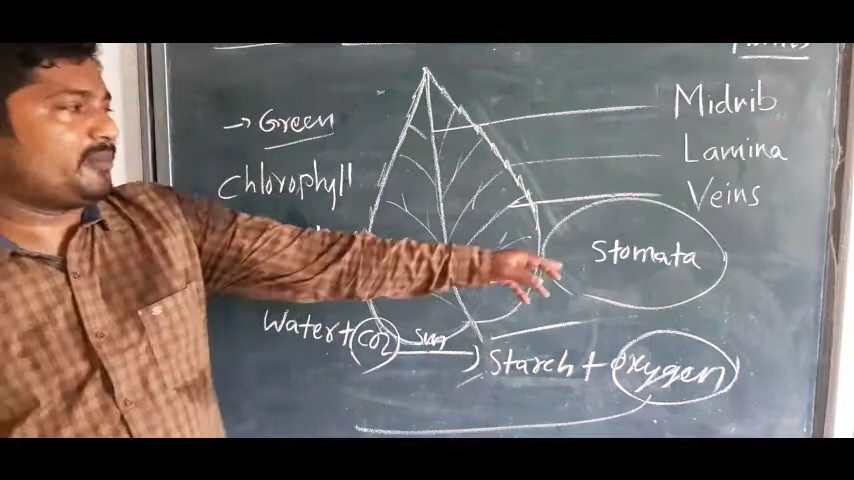 → Green
Midrib
Lamina
Chlorophyll
Veins
Stomata
Water + CO2 Sun → Starch + Oxygen